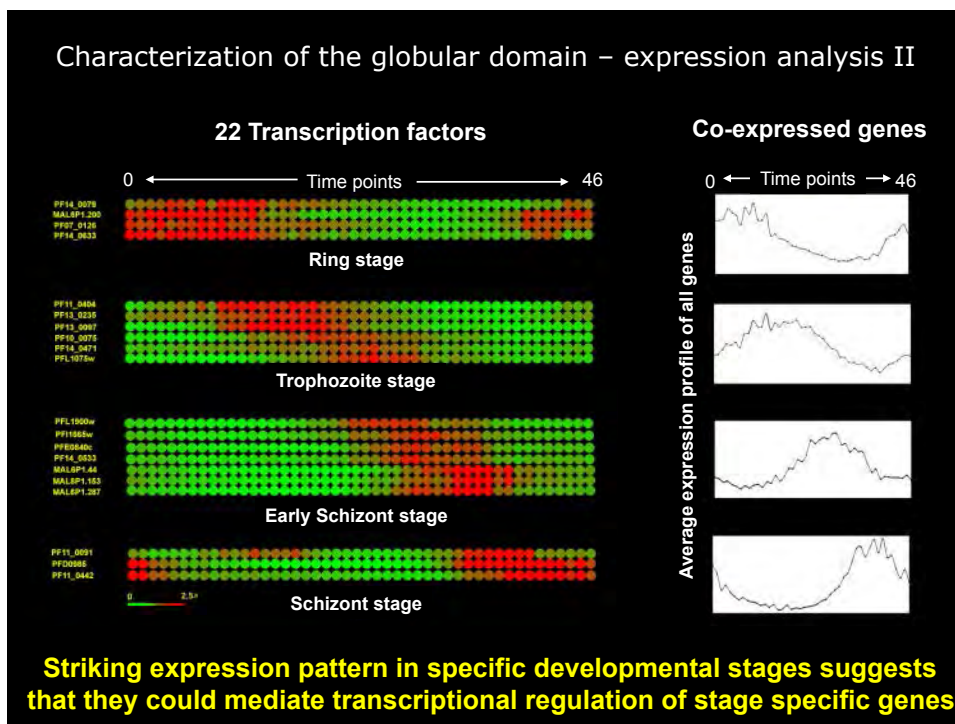 Characterization of the globular domain – expression analysis II
22 Transcription factors
0
Time points
46
PF14_0079
MAL8P1.200
PF07_0126
PF14_0633
Ring stage
PF11_0404
PF13_0235
PF13_0097
PF10_0075
PF14_0471
PFL1075w
Trophozoite stage
PFL1900w
PFI1665w
PFE0840c
PF14_0533
MAL6P1.44
MAL8P1.153
MAL6P1.287
Early Schizont stage
PF11_0091
PFD0985
PF11_0442
0
Schizont stage
Co-expressed genes
0
Time points
46
Average expression profile of all genes
Striking expression pattern in specific developmental stages suggests
that they could mediate transcriptional regulation of stage specific genes